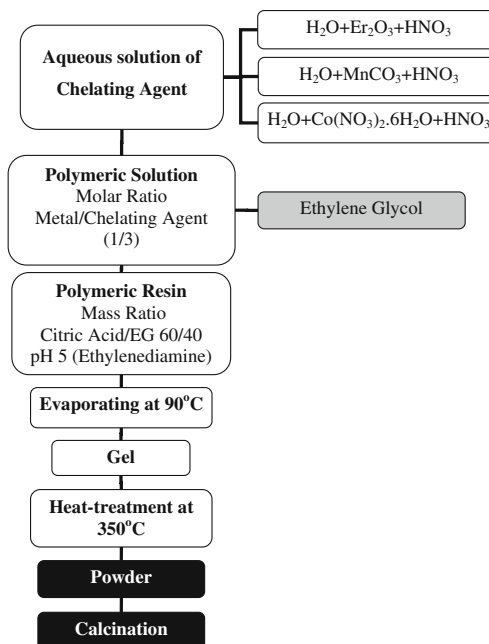 Aqueous solution of
Chelating Agent
H₂O+Er₂O₃+HNO₃
H₂O+MnCO₃+HNO₃
H₂O+Co(NO₃)₂.6H₂O+HNO₃
Polymeric Solution
Molar Ratio
Metal/Chelating Agent
(1/3)
Ethylene Glycol
Polymeric Resin
Mass Ratio
Citric Acid/EG 60/40
pH 5 (Ethylenediamine)
Evaporating at 90°C
Gel
Heat-treatment at
350°C
Powder
Calcination